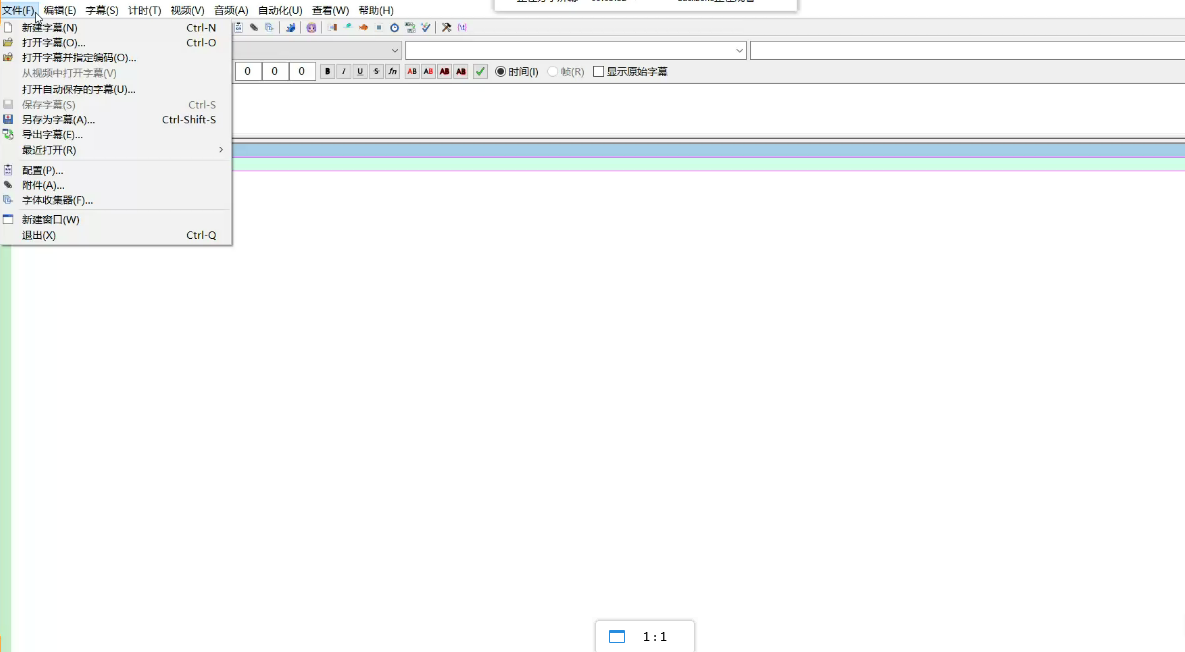 文件(F) 编辑(E) 字幕(S) 计时(T) 视频(V) 音频(A) 自动化(U) 查看(W) 帮助(H)
新建字幕(N) Ctrl-N
打开字幕(O)... Ctrl-O
打开字幕并指定编码(O)...
从视频中打开字幕(V)
打开自动保存的字幕(U)...
保存字幕(S) Ctrl-S
另存为字幕(A)... Ctrl-Shift-S
导出字幕(E)...
最近打开(R)
配置(P)...
附件(A)...
字体收集器(F)...
新建窗口(W)
退出(X) Ctrl-Q
0 0 0 B I U S fn AB AB AB AB 时间(I) 帧(R) 显示原始字幕
1:1